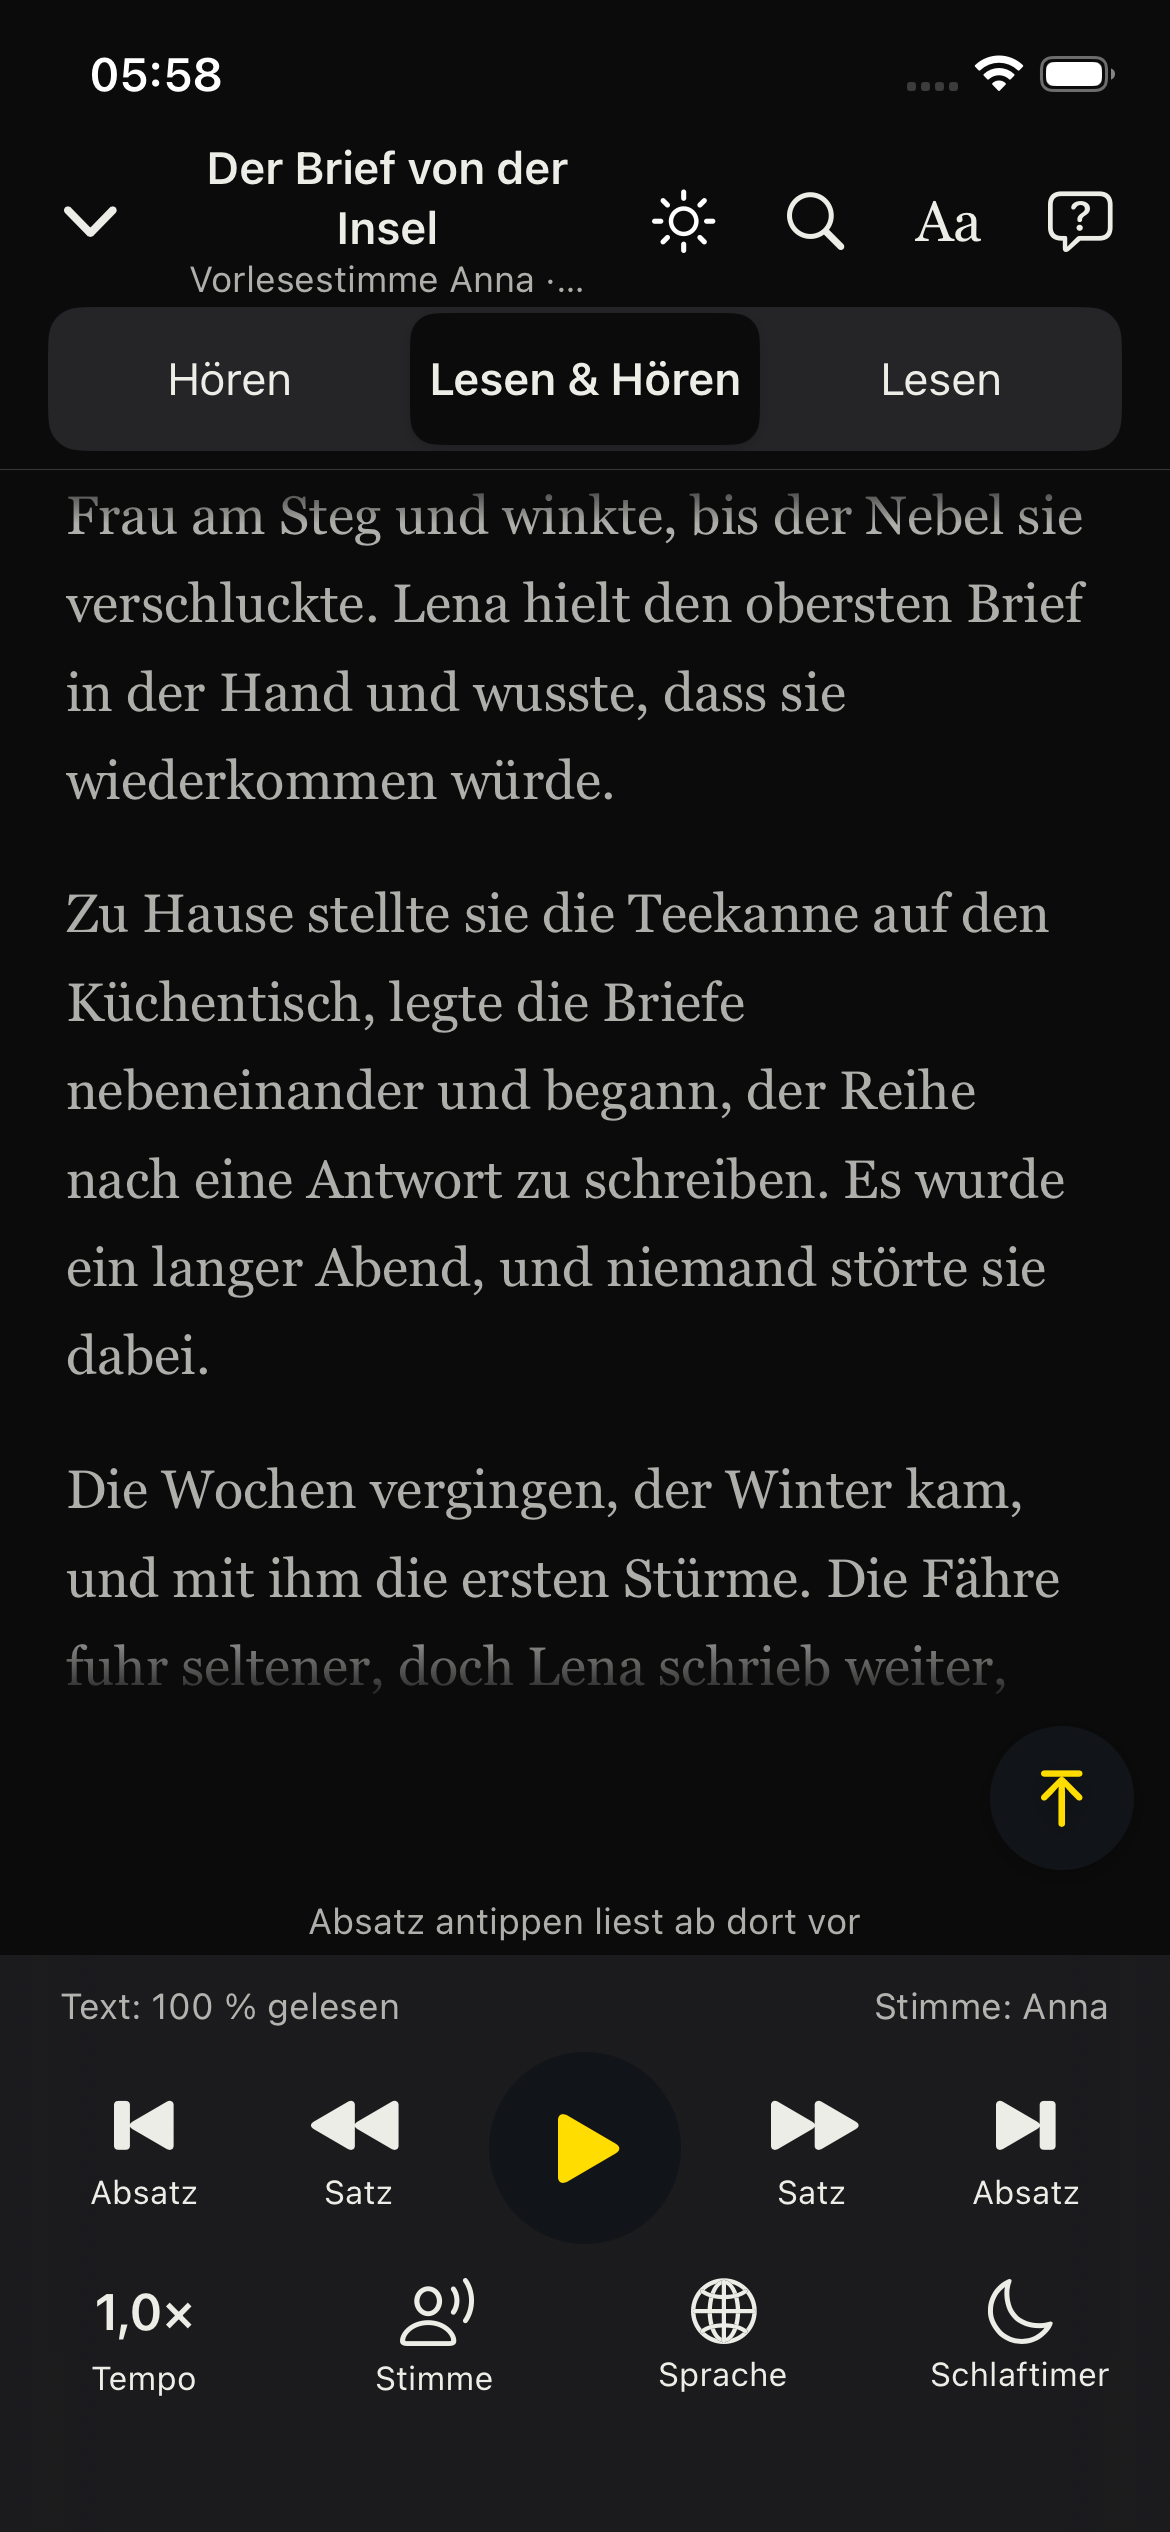 05:58
Der Brief von der
Insel
Vorlesestimme Anna ·...
Aa
?
Hören
Lesen & Hören
Lesen
Frau am Steg und winkte, bis der Nebel sie
verschluckte. Lena hielt den obersten Brief
in der Hand und wusste, dass sie
wiederkommen würde.
Zu Hause stellte sie die Teekanne auf den
Küchentisch, legte die Briefe
nebeneinander und begann, der Reihe
nach eine Antwort zu schreiben. Es wurde
ein langer Abend, und niemand störte sie
dabei.
Die Wochen vergingen, der Winter kam,
und mit ihm die ersten Stürme. Die Fähre
fuhr seltener, doch Lena schrieb weiter,
Absatz antippen liest ab dort vor
Text: 100 % gelesen
Stimme: Anna
Absatz
Satz
Satz
Absatz
1,0×
Tempo
Stimme
Sprache
Schlaftimer